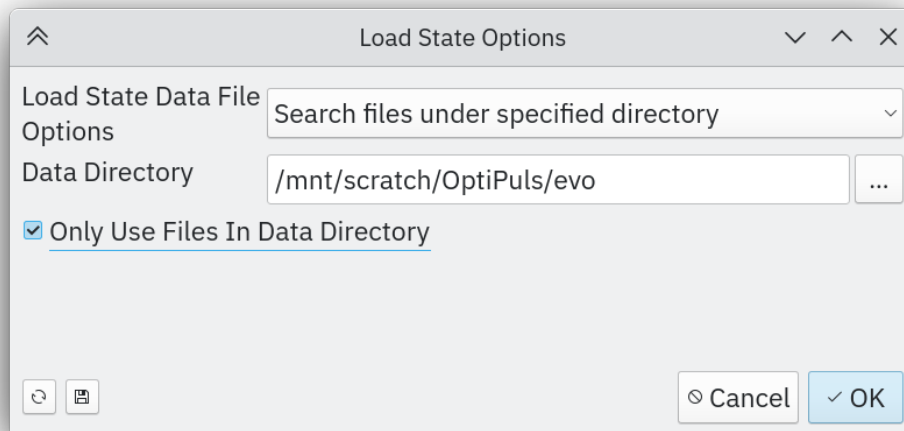 Load State Options
Load State Data File
Options
Search files under specified directory
Data Directory
/mnt/scratch/OptiPuls/evo
...
Only Use Files In Data Directory
Cancel
OK